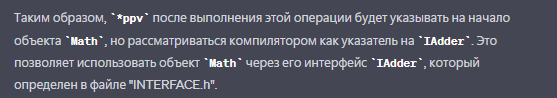 Таким образом, `*ppv` после выполнения этой операции будет указывать на начало
объекта `Math`, но рассматриваться компилятором как указатель на `IAdder`. Это
позволяет использовать объект `Math` через его интерфейс `IAdder`, который
определен в файле "INTERFACE.h".